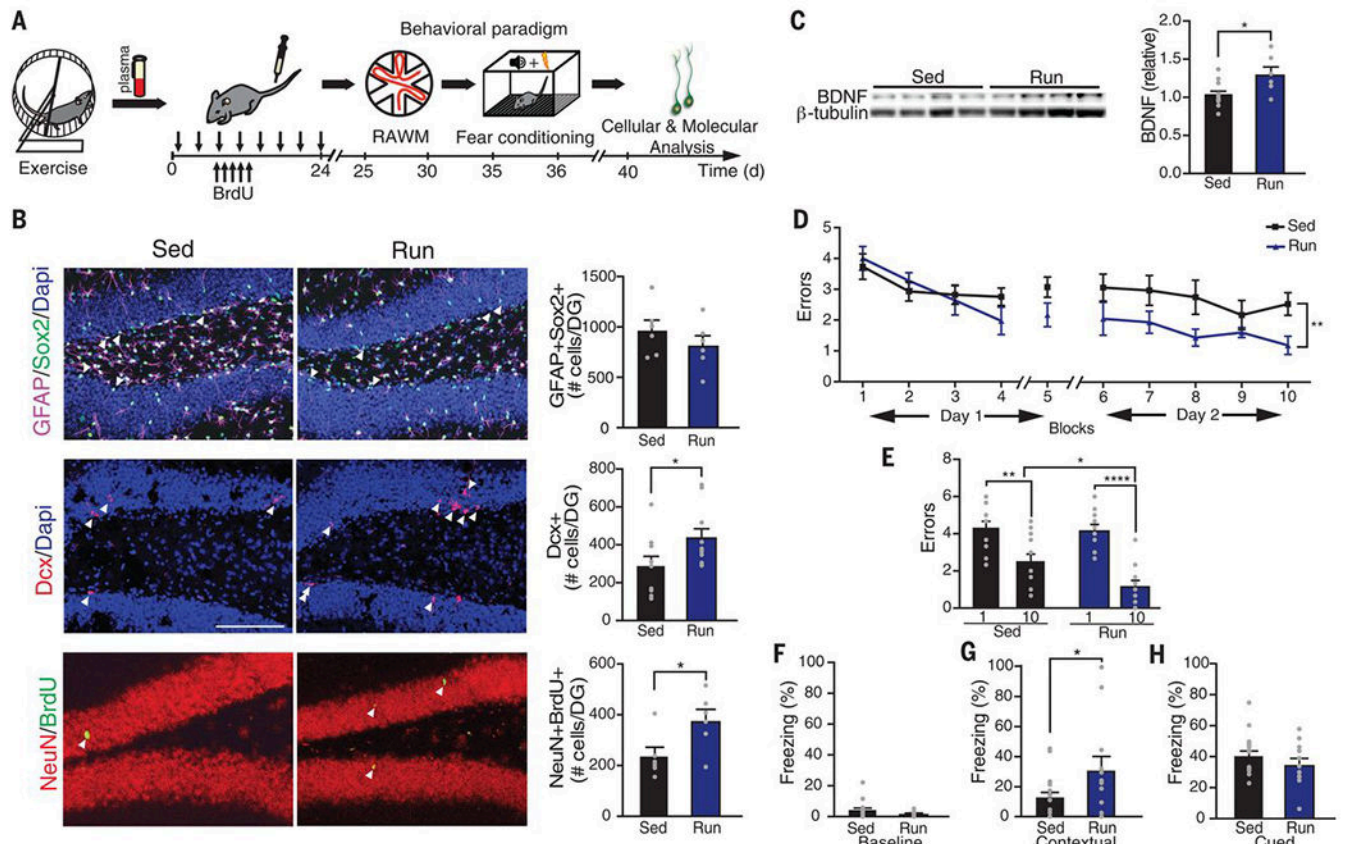 A
Behavioral paradigm
plasma
+
RAWM
Fear conditioning
Cellular & Molecular
Analysis
Exercise
0
24
25
30
35
36
40
Time (d)
BrdU
B
Sed
Run
GFAP/Sox2/Dapi
GFAP+Sox2+
(# cells/DG)
1500
1000
500
0
Sed
Run
Dcx/Dapi
Dcx+
(# cells/DG)
800
600
400
200
0
*
Sed
Run
NeuN/BrdU
NeuN+BrdU+
(# cells/DG)
600
400
200
0
*
Sed
Run
C
Sed
Run
BDNF
β-tubulin
BDNF (relative)
2.0
1.5
1.0
0.5
0.0
*
Sed
Run
D
Errors
5
4
3
2
1
0
Sed
Run
**
1 2 3 4 5 6 7 8 9 10
Day 1
Blocks
Day 2
E
Errors
8
6
4
2
0
**
*
****
1 10 1 10
Sed
Run
F
Freezing (%)
100
80
60
40
20
0
Sed
Run
Baseline
G
Freezing (%)
100
80
60
40
20
0
*
Sed
Run
Contextual
H
Freezing (%)
100
80
60
40
20
0
Sed
Run
Cued